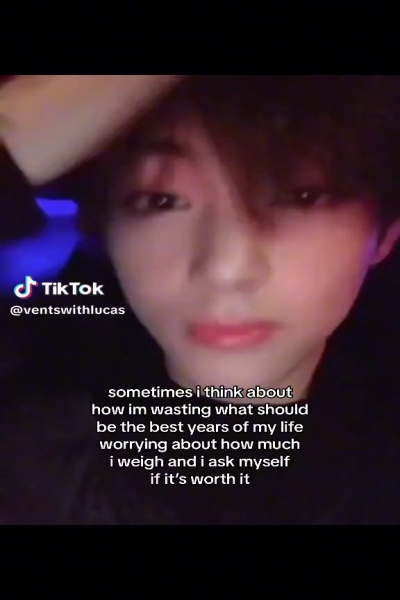 TikTok
@ventswithlucas
sometimes i think about
how im wasting what should
be the best years of my life
worrying about how much
i weigh and i ask myself
if it's worth it